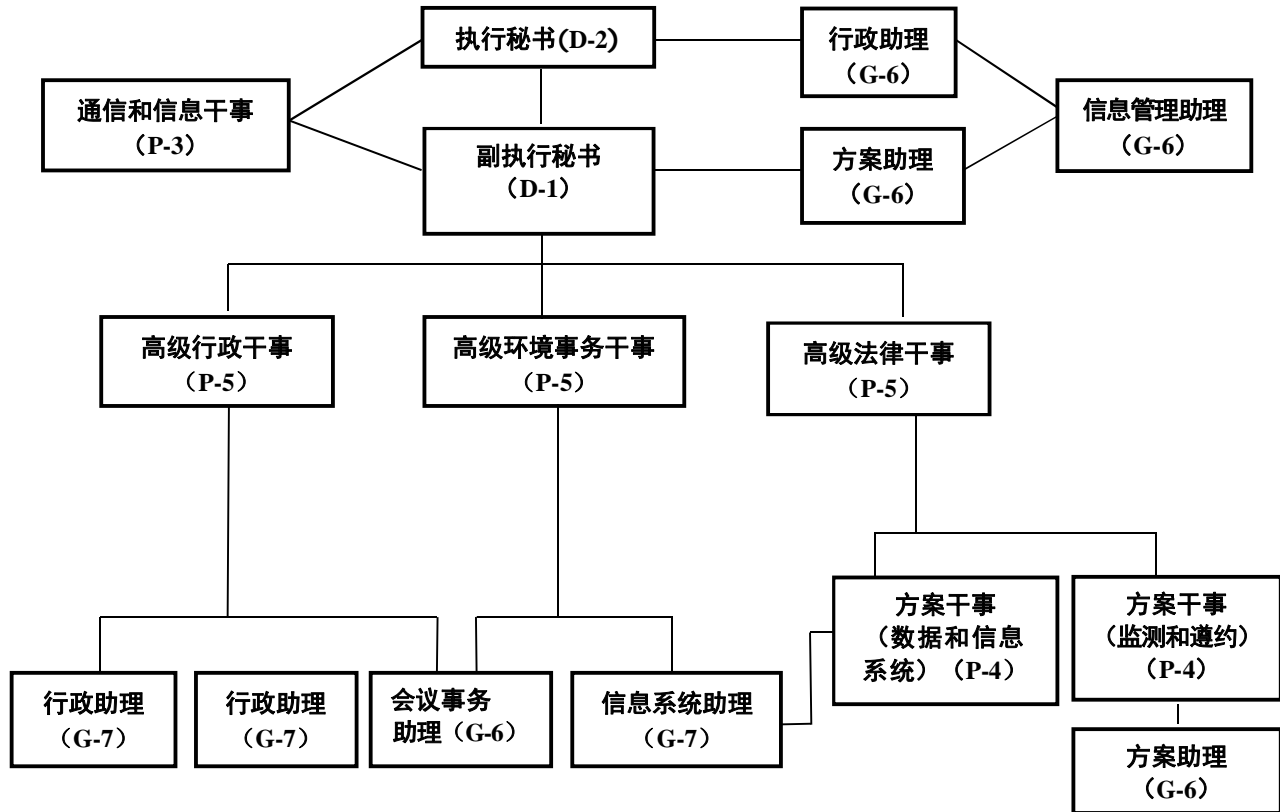 执行秘书(D-2)
行政助理
（G-6）
通信和信息干事
（P-3）
信息管理助理
（G-6）
副执行秘书
（D-1）
方案助理
（G-6）
高级行政干事
（P-5）
高级环境事务干事
（P-5）
高级法律干事
（P-5）
方案干事
（数据和信息
系统）（P-4）
方案干事
（监测和遵约）
（P-4）
行政助理
（G-7）
行政助理
（G-7）
会议事务
助理（G-6）
信息系统助理
（G-7）
方案助理
（G-6）